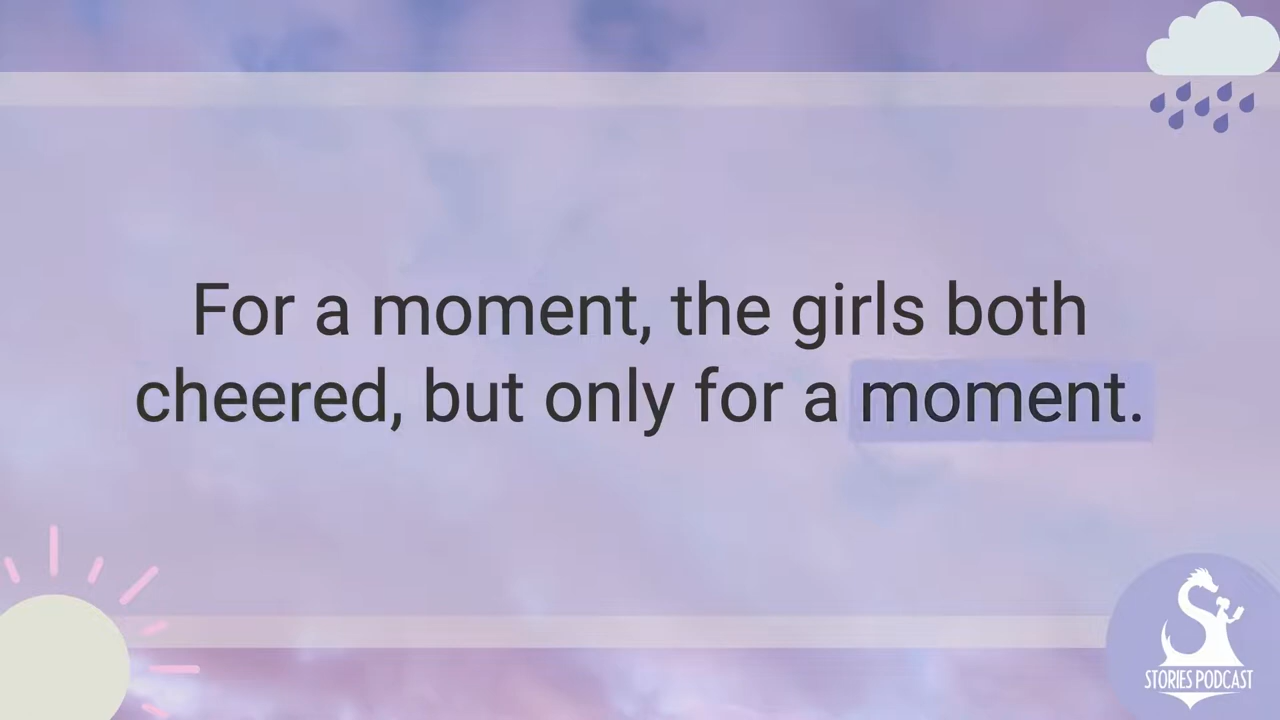 For a moment, the girls both
cheered, but only for a moment.
STORIES PODCAST